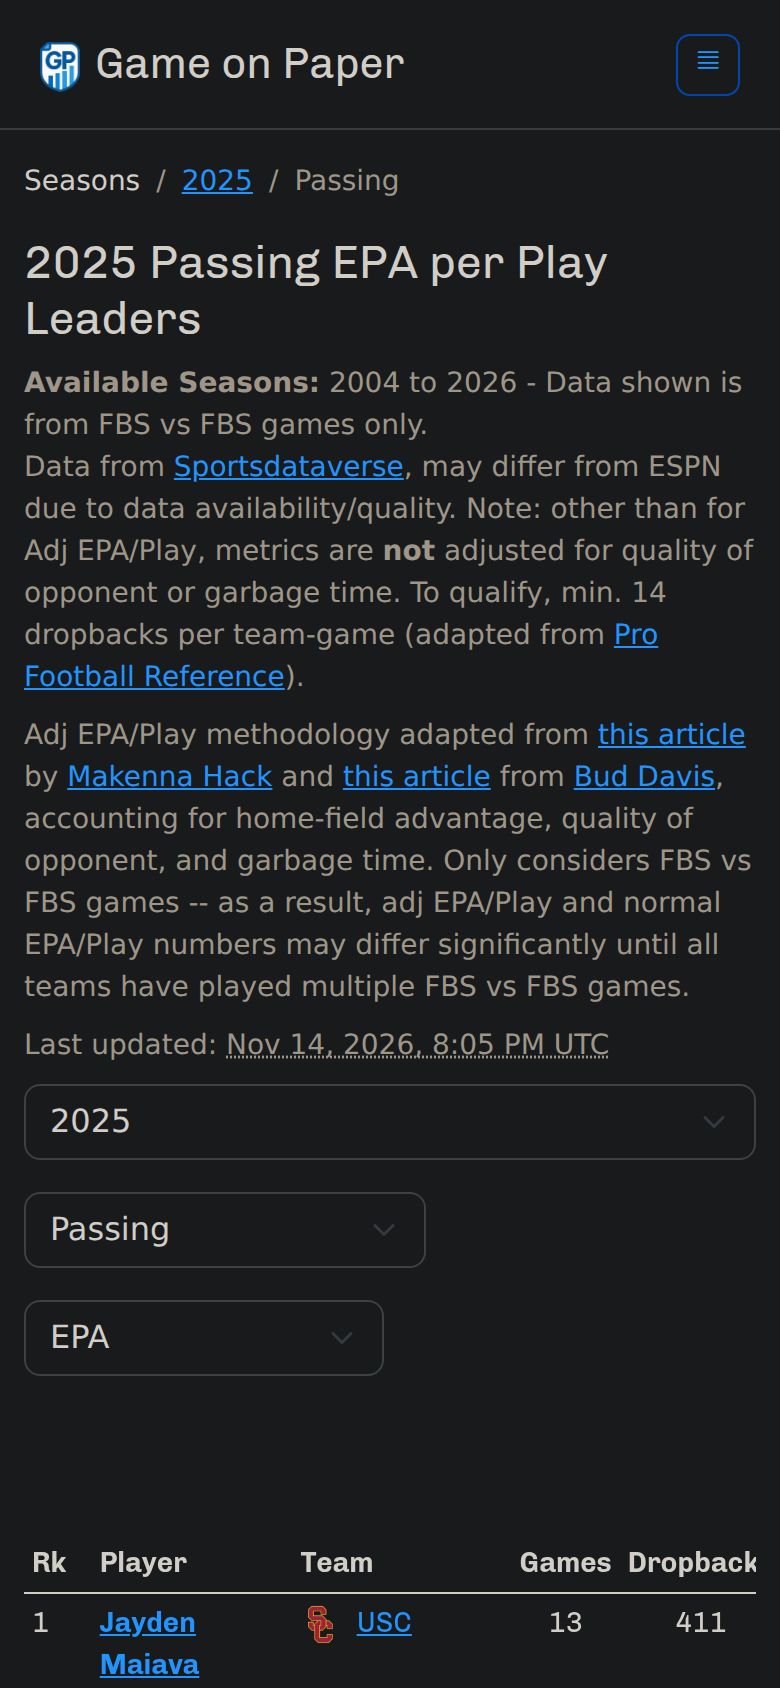 GP Game on Paper
Seasons / 2025 / Passing
2025 Passing EPA per Play
Leaders
Available Seasons: 2004 to 2026 - Data shown is
from FBS vs FBS games only.
Data from Sportsdataverse, may differ from ESPN
due to data availability/quality. Note: other than for
Adj EPA/Play, metrics are not adjusted for quality of
opponent or garbage time. To qualify, min. 14
dropbacks per team-game (adapted from Pro
Football Reference).
Adj EPA/Play methodology adapted from this article
by Makenna Hack and this article from Bud Davis,
accounting for home-field advantage, quality of
opponent, and garbage time. Only considers FBS vs
FBS games -- as a result, adj EPA/Play and normal
EPA/Play numbers may differ significantly until all
teams have played multiple FBS vs FBS games.
Last updated: Nov 14, 2026, 8:05 PM UTC
2025
Passing
EPA
Rk Player Team Games Dropback
1 Jayden SC USC 13 411
Maiava